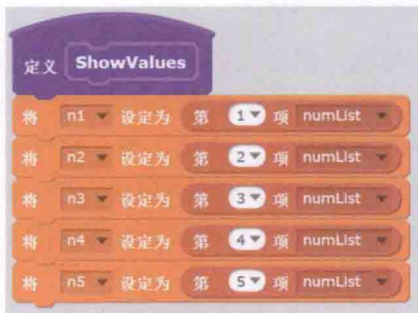 定义 ShowValues
将 n1 设定为 第 1 项 numList
将 n2 设定为 第 2 项 numList
将 n3 设定为 第 3 项 numList
将 n4 设定为 第 4 项 numList
将 n5 设定为 第 5 项 numList